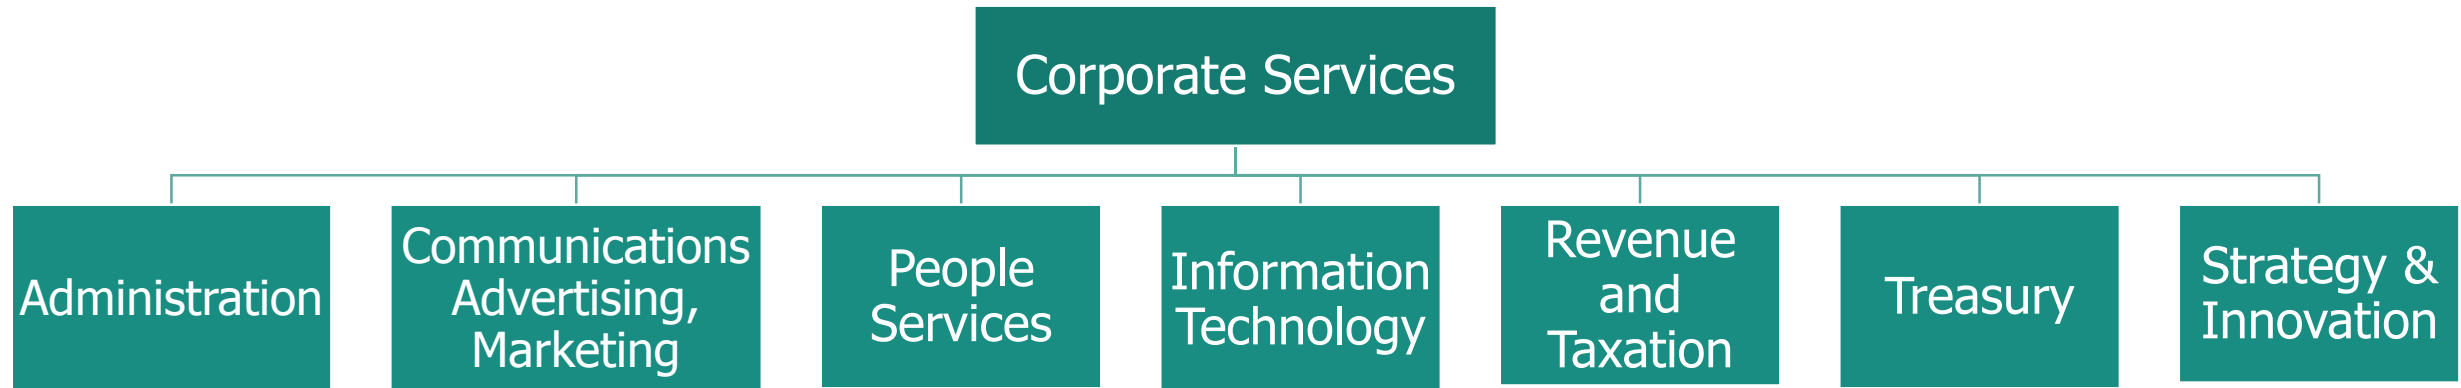 Corporate Services
Administration
Communications
Advertising,
Marketing
People
Services
Information
Technology
Revenue
and
Taxation
Treasury
Strategy &
Innovation